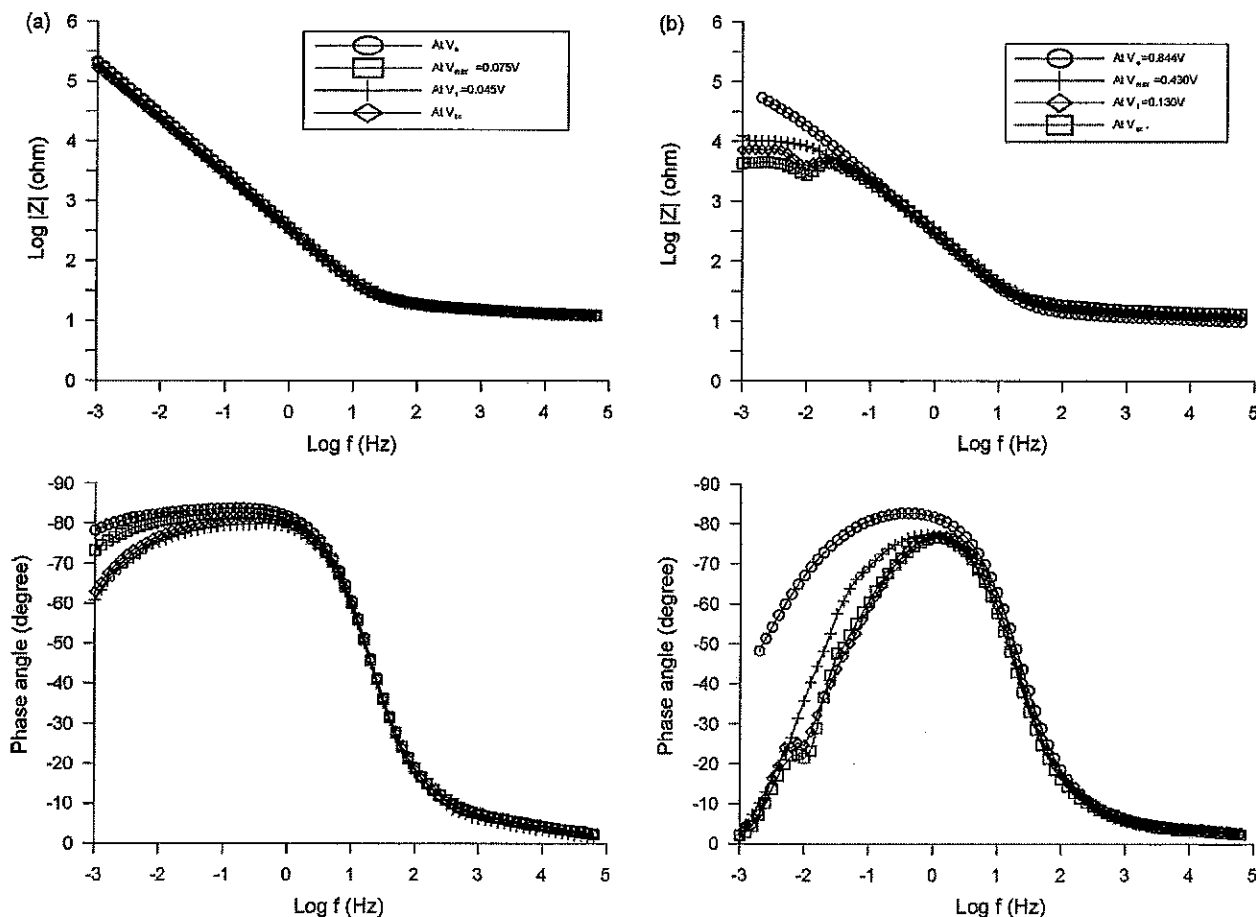 (a)
6
5
4
3
2
1
0
Log |Z| (ohm)
-3 -2 -1 0 1 2 3 4 5
Log f (Hz)
At V
At V =0.075V
At V₁=0.045V
At V
(b)
6
5
4
3
2
1
0
Log |Z| (ohm)
-3 -2 -1 0 1 2 3 4 5
Log f (Hz)
At V =0.844V
At V =0.430V
At V₁=0.130V
At V
-90
-80
-70
-60
-50
-40
-30
-20
-10
0
Phase angle (degree)
-3 -2 -1 0 1 2 3 4 5
Log f (Hz)
-90
-80
-70
-60
-50
-40
-30
-20
-10
0
Phase angle (degree)
-3 -2 -1 0 1 2 3 4 5
Log f (Hz)